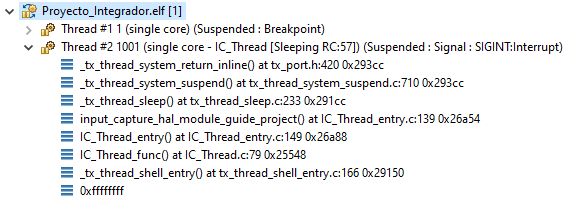 Proyecto_Integrador.elf [1]
Thread #1 1 (single core) (Suspended : Breakpoint)
Thread #2 1001 (single core - IC_Thread [Sleeping RC:57]) (Suspended : Signal : SIGINT:Interrupt)
_tx_thread_system_return_inline() at tx_port.h:420 0x293cc
_tx_thread_system_suspend() at tx_thread_system_suspend.c:710 0x293cc
_tx_thread_sleep() at tx_thread_sleep.c:233 0x291cc
input_capture_hal_module_guide_project() at IC_Thread_entry.c:139 0x26a54
IC_Thread_entry() at IC_Thread_entry.c:149 0x26a88
IC_Thread_func() at IC_Thread.c:79 0x25548
_tx_thread_shell_entry() at tx_thread_shell_entry.c:166 0x29150
0xffffffff